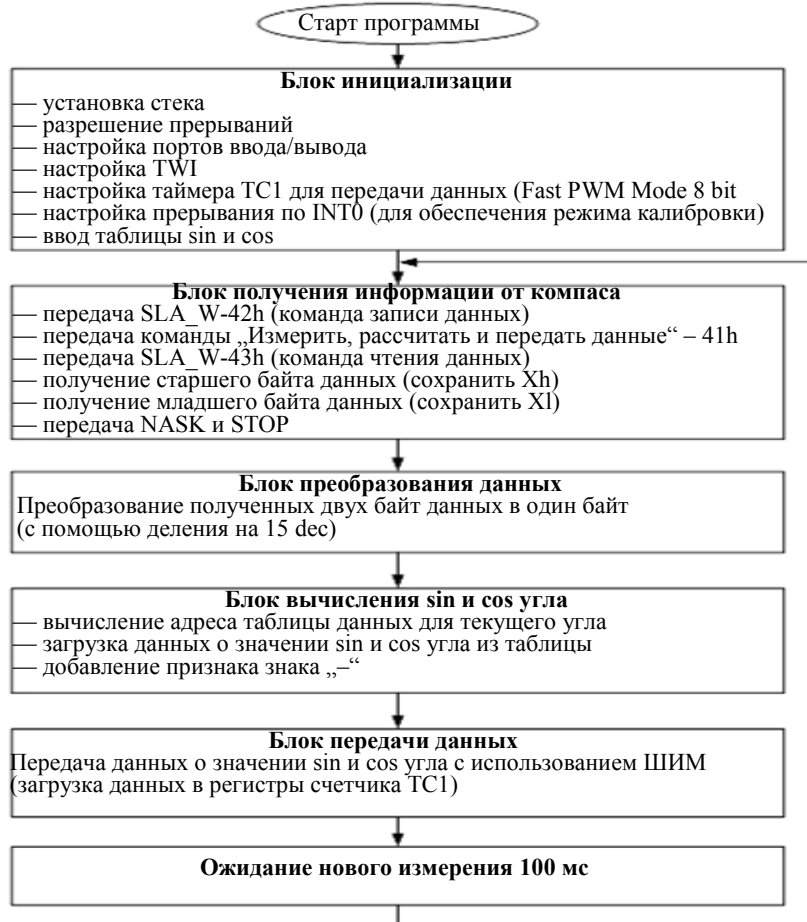 Старт программы
Блок инициализации
— установка стека
— разрешение прерываний
— настройка портов ввода/вывода
— настройка TWI
— настройка таймера TC1 для передачи данных (Fast PWM Mode 8 bit
— настройка прерывания по INT0 (для обеспечения режима калибровки)
— ввод таблицы sin и cos
Блок получения информации от компаса
— передача SLA_W-42h (команда записи данных)
— передача команды „Измерить, рассчитать и передать данные“ – 41h
— передача SLA_W-43h (команда чтения данных)
— получение старшего байта данных (сохранить Xh)
— получение младшего байта данных (сохранить Xl)
— передача NASK и STOP
Блок преобразования данных
Преобразование полученных двух байт данных в один байт
(с помощью деления на 15 dec)
Блок вычисления sin и cos угла
— вычисление адреса таблицы данных для текущего угла
— загрузка данных о значении sin и cos угла из таблицы
— добавление признака знака „–“
Блок передачи данных
Передача данных о значении sin и cos угла с использованием ШИМ
(загрузка данных в регистры счетчика TC1)
Ожидание нового измерения 100 мс